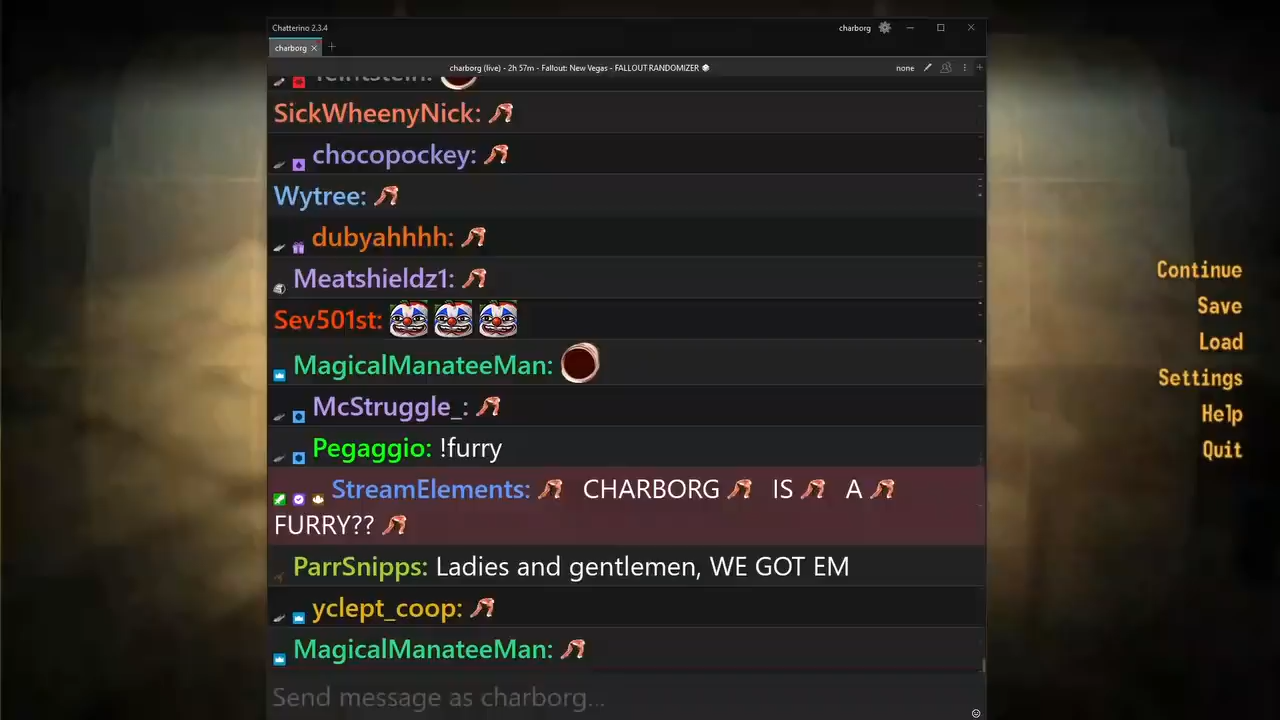 Chatterino 2.3.4
charborg
charborg
charborg (live) - 2h 57m - Fallout: New Vegas - FALLOUT RANDOMIZER
none
SickWheenyNick:
chocopockey:
Wytree:
dubyahhhh:
Meatshieldz1:
Sev501st:
MagicalManateeMan:
McStruggle_:
Pegaggio: !furry
StreamElements: CHARBORG IS A
FURRY??
ParrSnipps: Ladies and gentlemen, WE GOT EM
yclept_coop:
MagicalManateeMan:
Send message as charborg...
Continue
Save
Load
Settings
Help
Quit